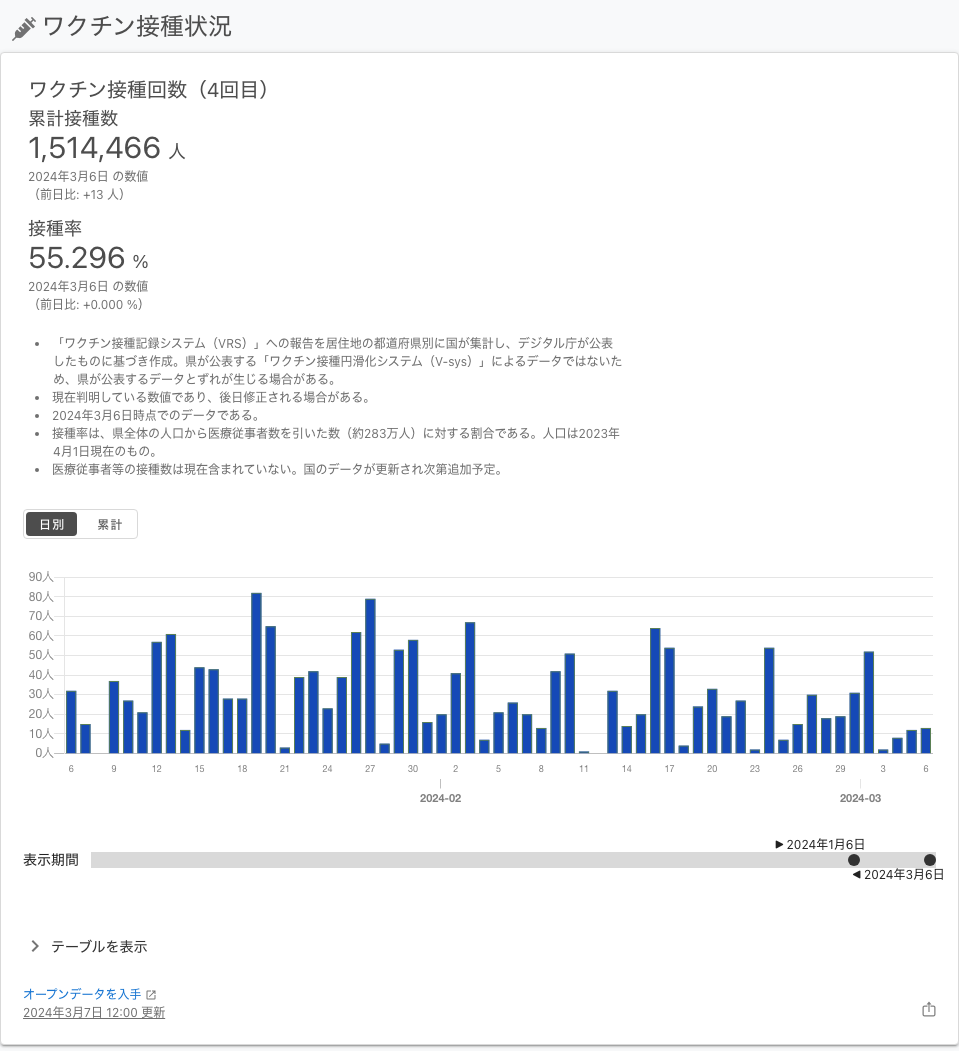 ワクチン接種状況
ワクチン接種回数（4回目）
累計接種数
1,514,466 人
2024年3月6日 の数値
（前日比: +13 人）
接種率
55.296 %
2024年3月6日 の数値
（前日比: +0.000 %）
• 「ワクチン接種記録システム（VRS）」への報告を居住地の都道府県別に国が集計し、デジタル庁が公表
したものに基づき作成。県が公表する「ワクチン接種円滑化システム（V-sys）」によるデータではないた
め、県が公表するデータとずれが生じる場合がある。
• 現在判明している数値であり、後日修正される場合がある。
• 2024年3月6日時点でのデータである。
• 接種率は、県全体の人口から医療従事者数を引いた数（約283万人）に対する割合である。人口は2023年
4月1日現在のもの。
• 医療従事者等の接種数は現在含まれていない。国のデータが更新され次第追加予定。
日別 累計
90人
80人
70人
60人
50人
40人
30人
20人
10人
0人
6 9 12 15 18 21 24 27 30 2 5 8 11 14 17 20 23 26 29 3 6
2024-02 2024-03
▶ 2024年1月6日
表示期間
◀ 2024年3月6日
テーブルを表示
オープンデータを入手
2024年3月7日 12:00 更新